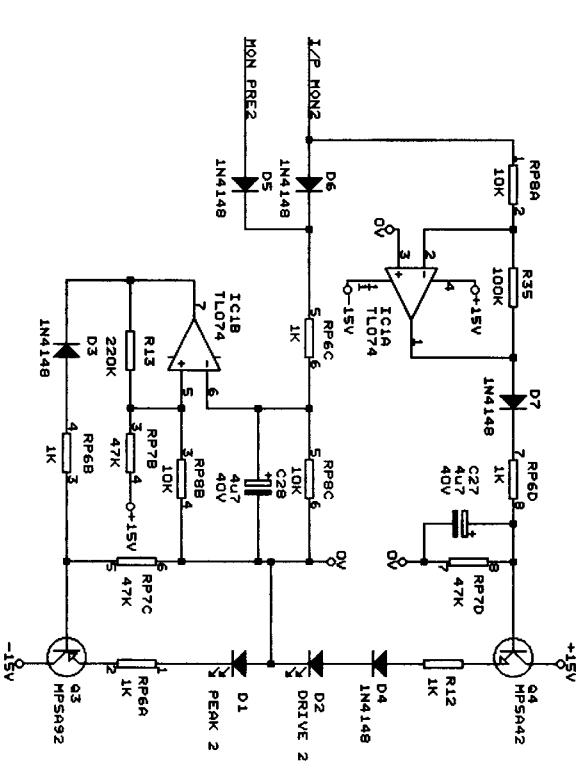 +15V
Q4
MPSA42
RP8A
1
2
10K
R35
100K
D7
1N4148
RP6D
7
8
1K
C27
4u7
40V
+
RP7D
8
7
47K
0V
R12
1K
+15V
4
2
3
0V
-
+
1
IC1A
TL074
11
-15V
D4
1N4148
I/P MON2
D6
1N4148
RP6C
5
6
1K
RP8C
5
6
10K
0V
D2
DRIVE 2
MON PRE2
D5
1N4148
C28
4u7
40V
+
IC1B
TL074
6
5
-
+
7
RP8B
3
4
10K
D1
PEAK 2
R13
220K
RP7B
3
4
47K
+15V
RP7C
6
5
47K
RP6A
1
2
1K
D3
1N4148
RP6B
4
3
1K
Q3
MPSA92
-15V